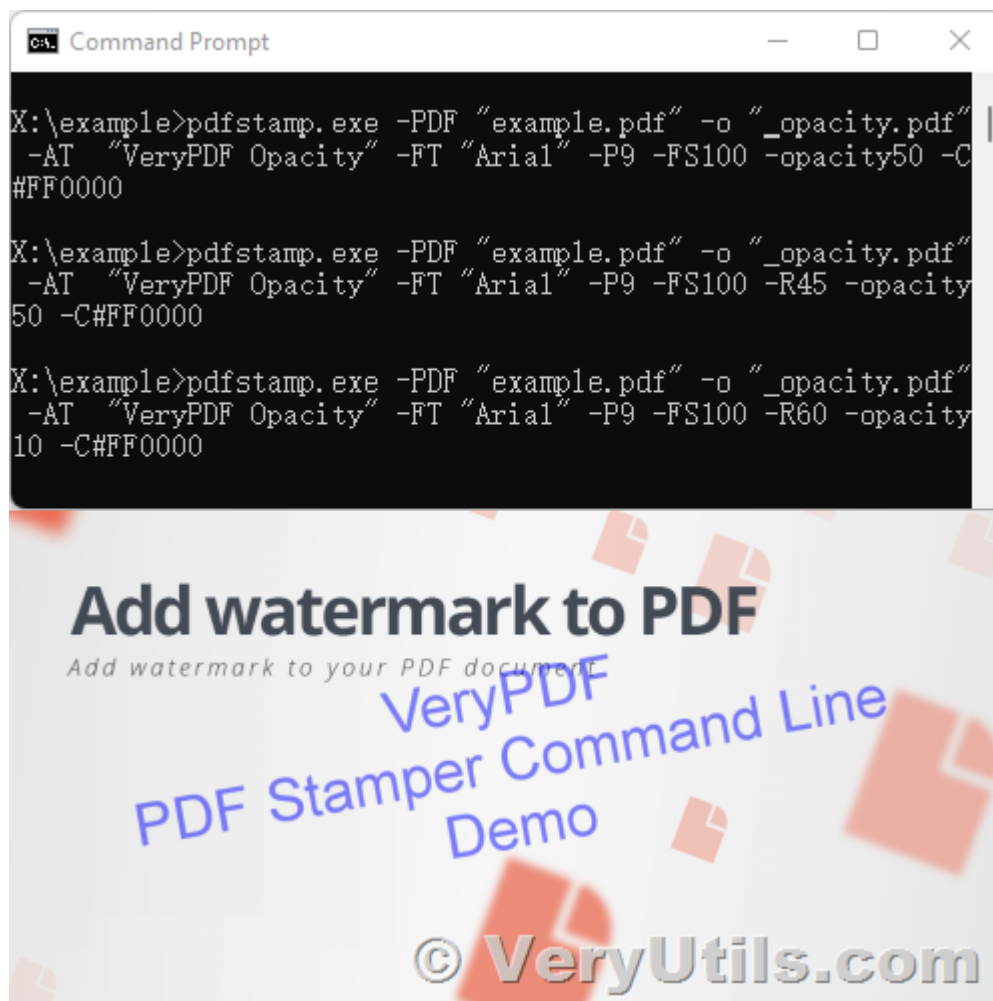 Command Prompt
X:\example>pdfstamp.exe -PDF "example.pdf" -o "_opacity.pdf"
-AT "VeryPDF Opacity" -FT "Arial" -P9 -FS100 -opacity50 -C
#FF0000
X:\example>pdfstamp.exe -PDF "example.pdf" -o "_opacity.pdf"
-AT "VeryPDF Opacity" -FT "Arial" -P9 -FS100 -R45 -opacity
50 -C#FF0000
X:\example>pdfstamp.exe -PDF "example.pdf" -o "_opacity.pdf"
-AT "VeryPDF Opacity" -FT "Arial" -P9 -FS100 -R60 -opacity
10 -C#FF0000
Add watermark to PDF
Add watermark to your PDF document
VeryPDF
PDF Stamper Command Line
Demo
© VeryUtils.com